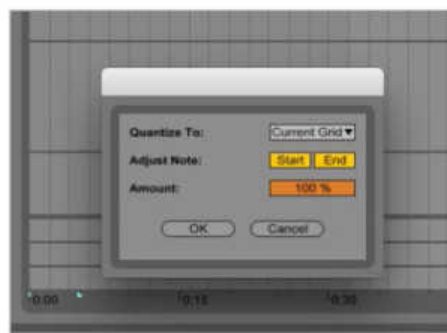 Quantize To: Current Grid▼
Adjust Note: Start End
Amount: 100 %
OK Cancel
0:00 0:15 0:30